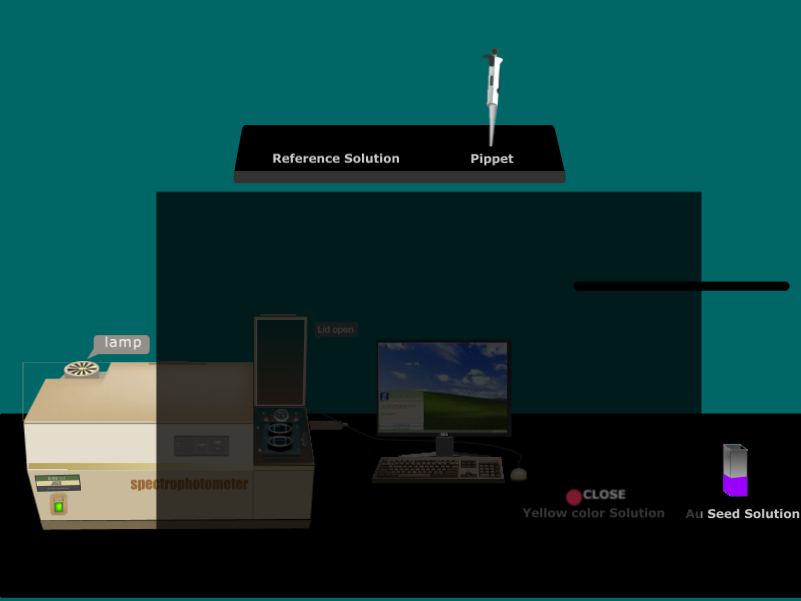 Reference Solution
Pippet
Lid open
lamp
spectrophotometer
CLOSE
Yellow color Solution
Au Seed Solution